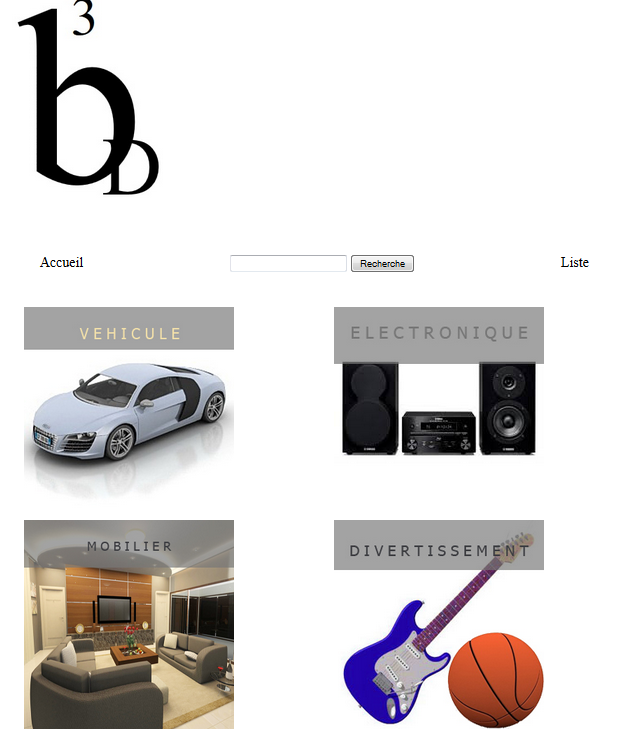 3
b
D
Accueil
Recherche
Liste
VEHICULE
ELECTRONIQUE
MOBILIER
DIVERTISSEMENT